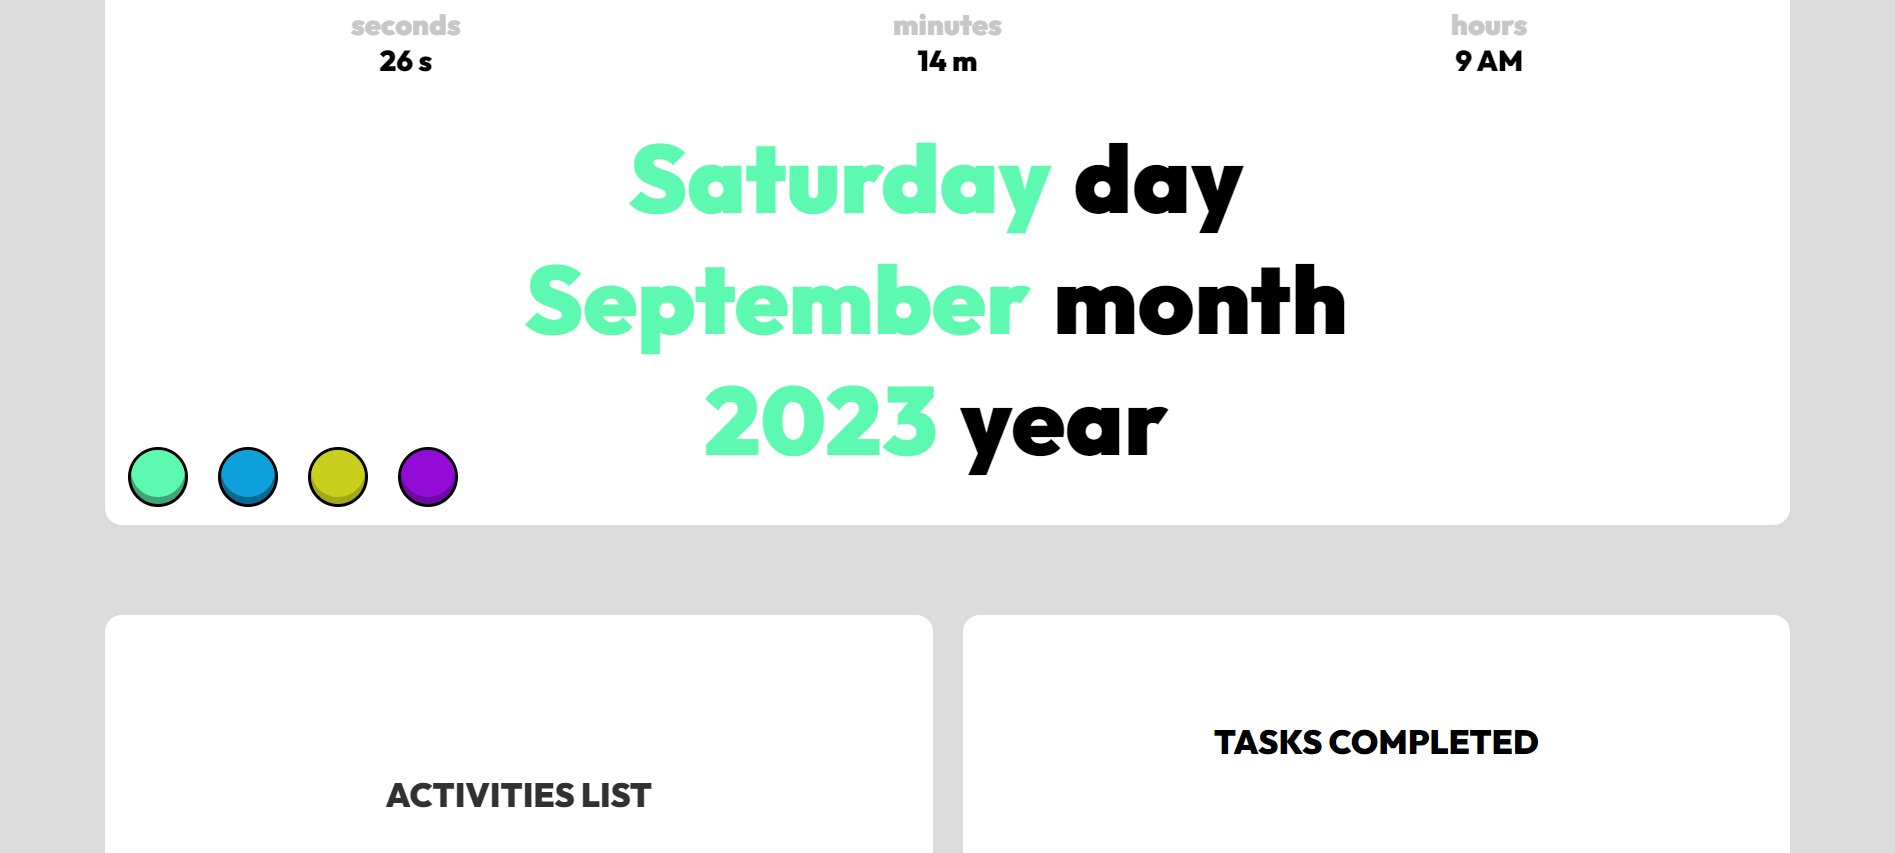 seconds minutes hours
26 s 14 m 9 AM
Saturday day
September month
2023 year
TASKS COMPLETED
ACTIVITIES LIST